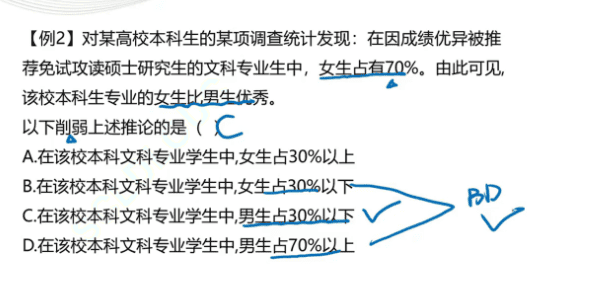 【例2】对某高校本科生的某项调查统计发现：在因成绩优异被推
荐免试攻读硕士研究生的文科专业生中，女生占有70%。由此可见,
该校本科生专业的女生比男生优秀。
以下削弱上述推论的是（ ）C
A.在该校本科文科专业学生中,女生占30%以上
B.在该校本科文科专业学生中,女生占30%以下
C.在该校本科文科专业学生中,男生占30%以下
D.在该校本科文科专业学生中,男生占70%以上
BD